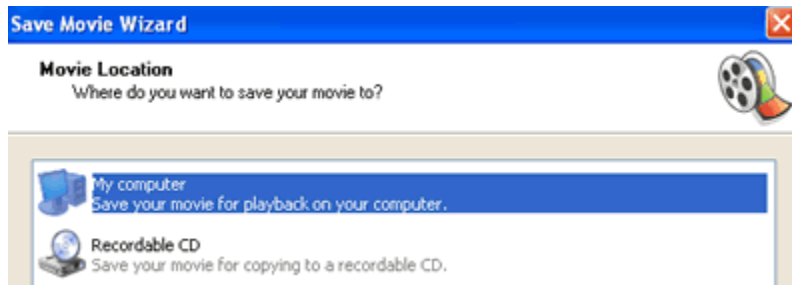 Save Movie Wizard
Movie Location
Where do you want to save your movie to?
My computer
Save your movie for playback on your computer.
Recordable CD
Save your movie for copying to a recordable CD.